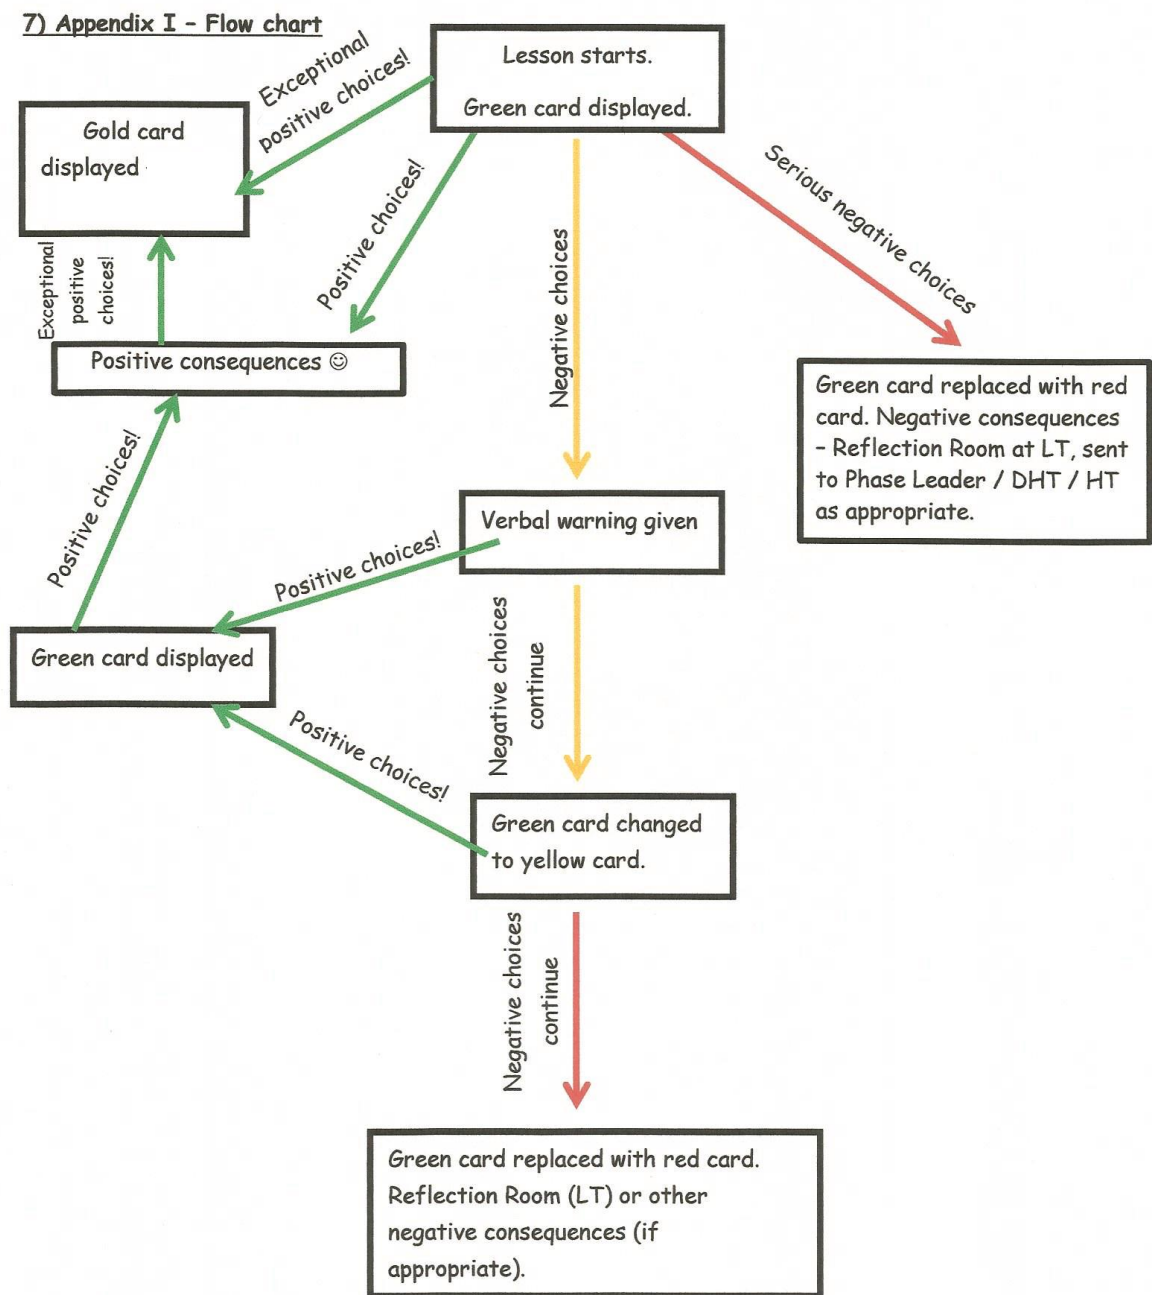 7) Appendix I – Flow chart
Lesson starts.
Green card displayed.
Exceptional
positive choices!
Gold card
displayed
Positive choices!
Negative choices
Serious negative choices
Exceptional
positive
choices!
Positive consequences ☺
Green card replaced with red
card. Negative consequences
– Reflection Room at LT, sent
to Phase Leader / DHT / HT
as appropriate.
Positive choices!
Verbal warning given
Positive choices!
Green card displayed
Negative choices
continue
Positive choices!
Green card changed
to yellow card.
Negative choices
continue
Green card replaced with red card.
Reflection Room (LT) or other
negative consequences (if
appropriate).